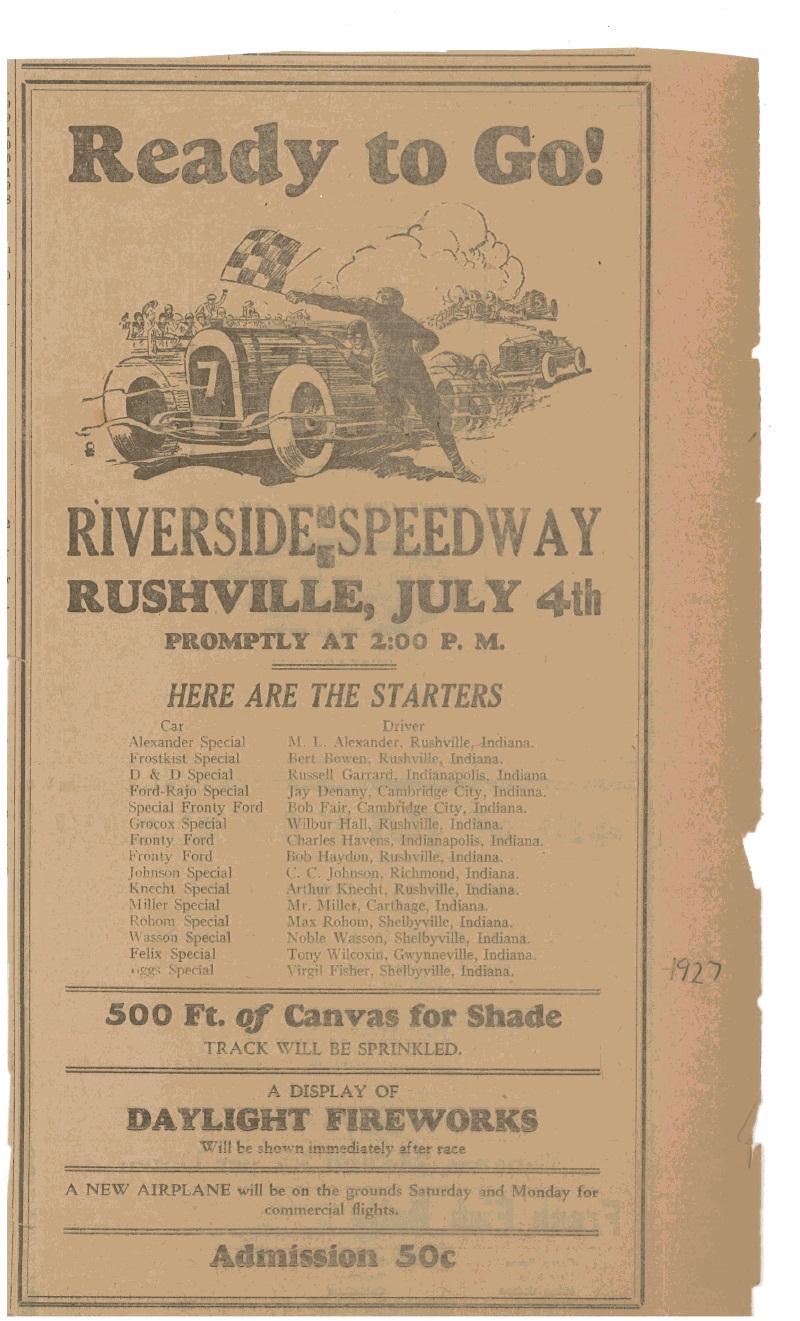 Ready to Go!
7
7
5
RIVERSIDE SPEEDWAY
RUSHVILLE, JULY 4th
PROMPTLY AT 2:00 P. M.
HERE ARE THE STARTERS
Car Driver
Alexander Special M. L. Alexander, Rushville, Indiana.
Frostkist Special Bert Bowen, Rushville, Indiana.
D & D Special Russell Garrard, Indianapolis, Indiana
Ford-Rajo Special Jay Denany, Cambridge City, Indiana.
Special Fronty Ford Bob Fair, Cambridge City, Indiana.
Grocox Special Wilbur Hall, Rushville, Indiana.
Fronty Ford Charles Havens, Indianapolis, Indiana.
Fronty Ford Bob Haydon, Rushville, Indiana.
Johnson Special C. C. Johnson, Richmond, Indiana.
Knecht Special Arthur Knecht, Rushville, Indiana.
Miller Special Mr. Miller, Carthage, Indiana.
Rohom Special Max Rohom, Shelbyville, Indiana.
Wasson Special Noble Wasson, Shelbyville, Indiana.
Felix Special Tony Wilcoxin, Gwynneville, Indiana.
Special Virgil Fisher, Shelbyville, Indiana.
1927
500 Ft. of Canvas for Shade
TRACK WILL BE SPRINKLED.
A DISPLAY OF
DAYLIGHT FIREWORKS
Will be shown immediately after race
A NEW AIRPLANE will be on the grounds Saturday and Monday for
commercial flights.
Admission 50c